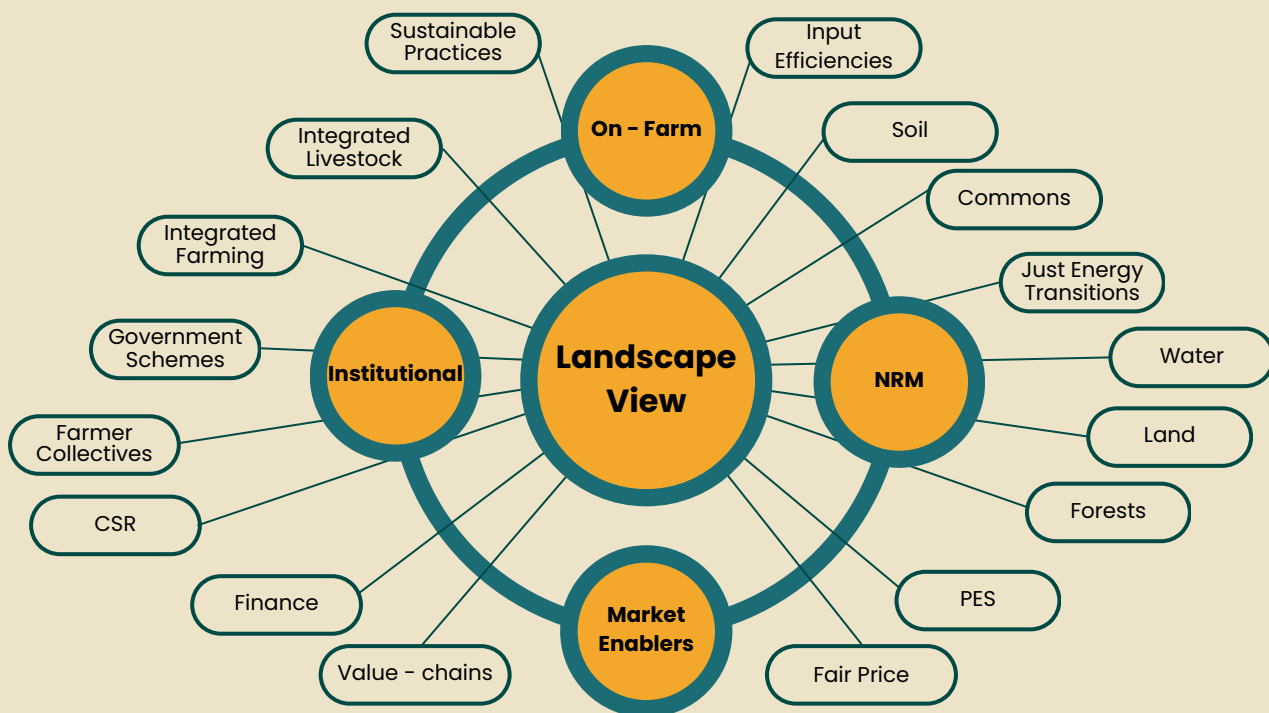 Sustainable
Practices
Input
Efficiencies
On - Farm
Integrated
Livestock
Soil
Commons
Integrated
Farming
Just Energy
Transitions
Government
Schemes
Institutional
Landscape
View
NRM
Water
Farmer
Collectives
Land
CSR
Forests
Finance
Market
Enablers
PES
Value - chains
Fair Price